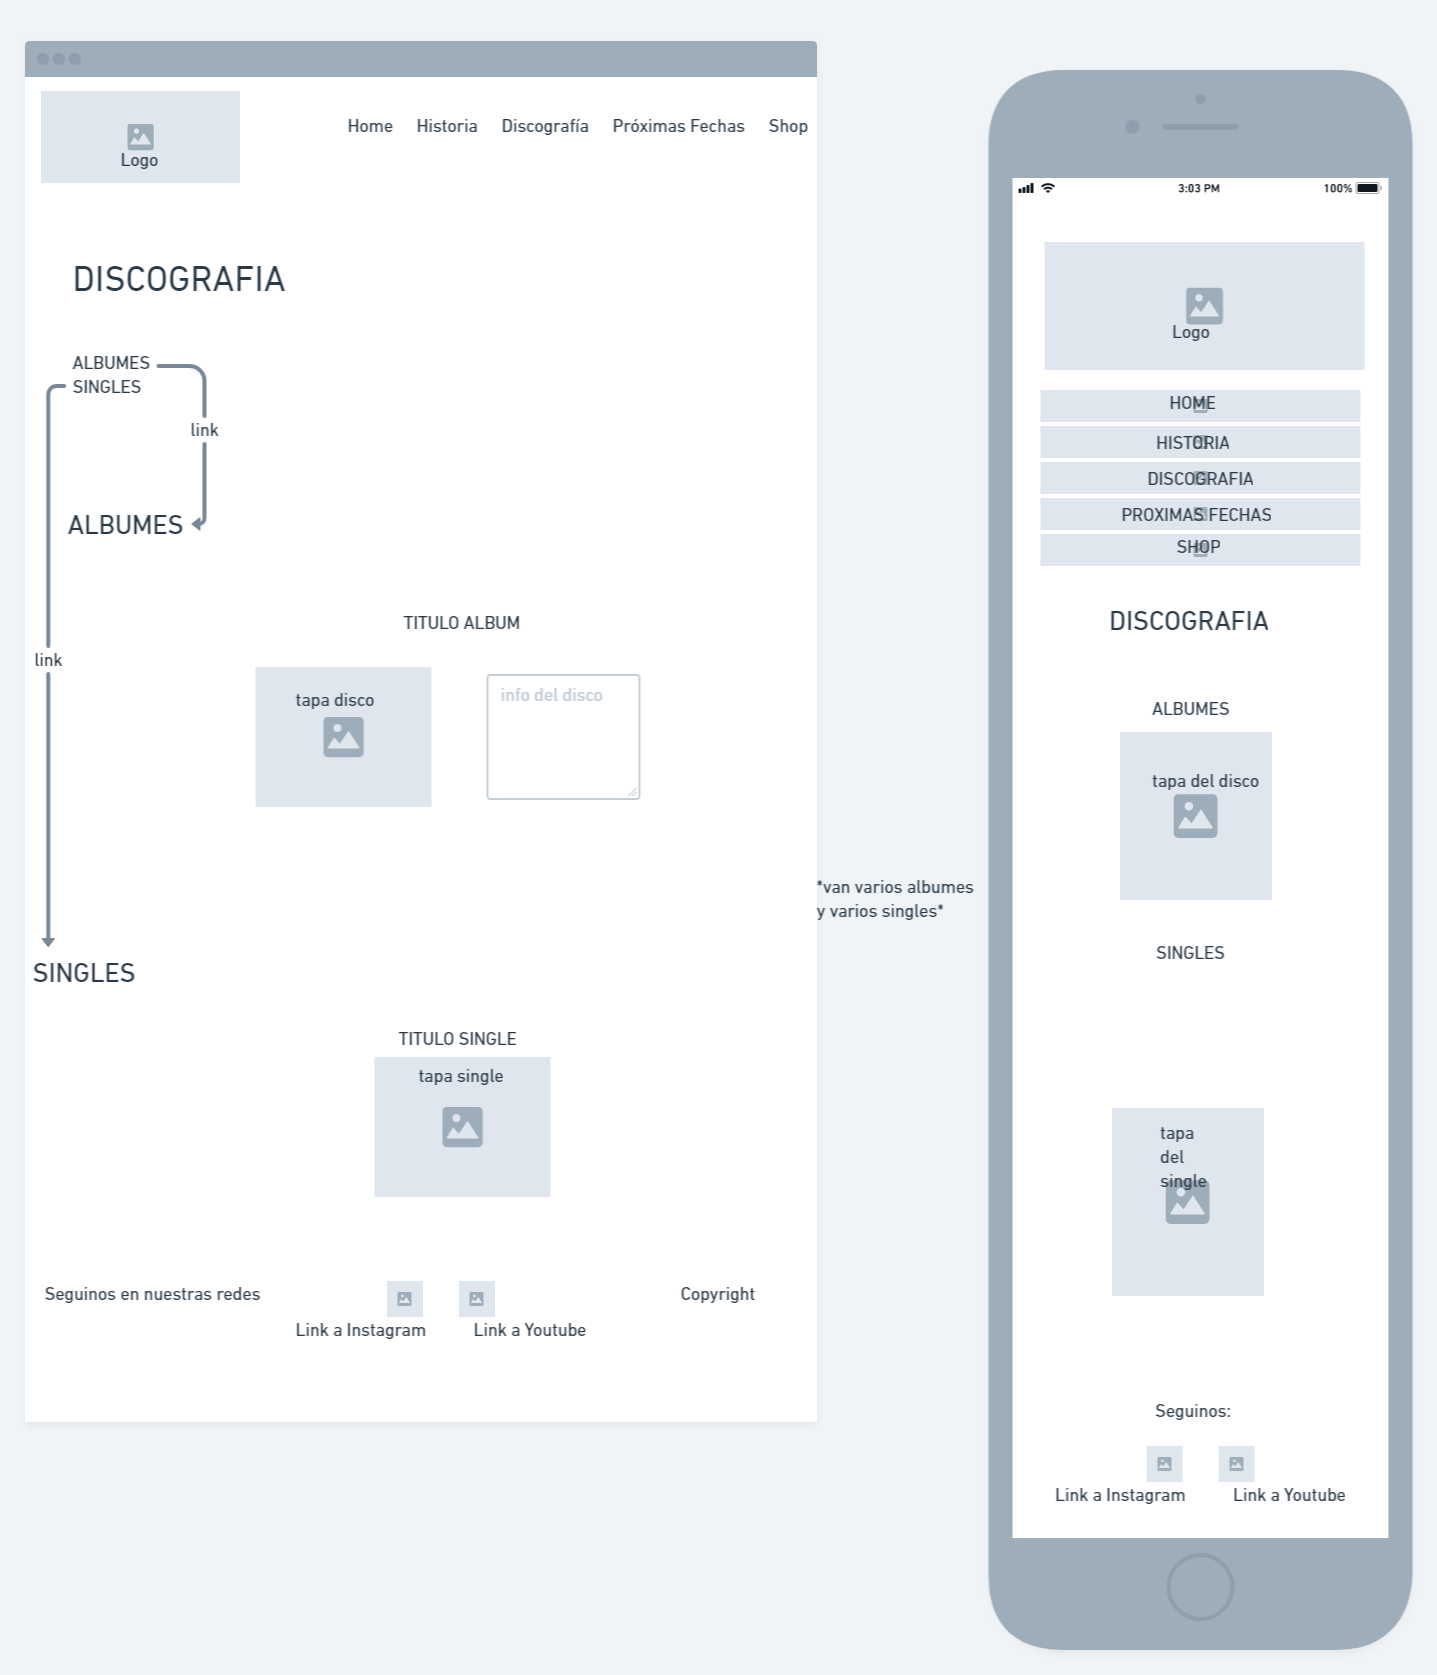 Logo
Home Historia Discografía Próximas Fechas Shop
DISCOGRAFIA
ALBUMES
SINGLES
link
ALBUMES
TITULO ALBUM
link
tapa disco
info del disco
*van varios albumes
y varios singles*
SINGLES
TITULO SINGLE
tapa single
Seguinos en nuestras redes
Copyright
Link a Instagram
Link a Youtube
3:03 PM
100%
Logo
HOME
HISTORIA
DISCOGRAFIA
PROXIMAS FECHAS
SHOP
DISCOGRAFIA
ALBUMES
tapa del disco
SINGLES
tapa
del
single
Seguinos:
Link a Instagram
Link a Youtube